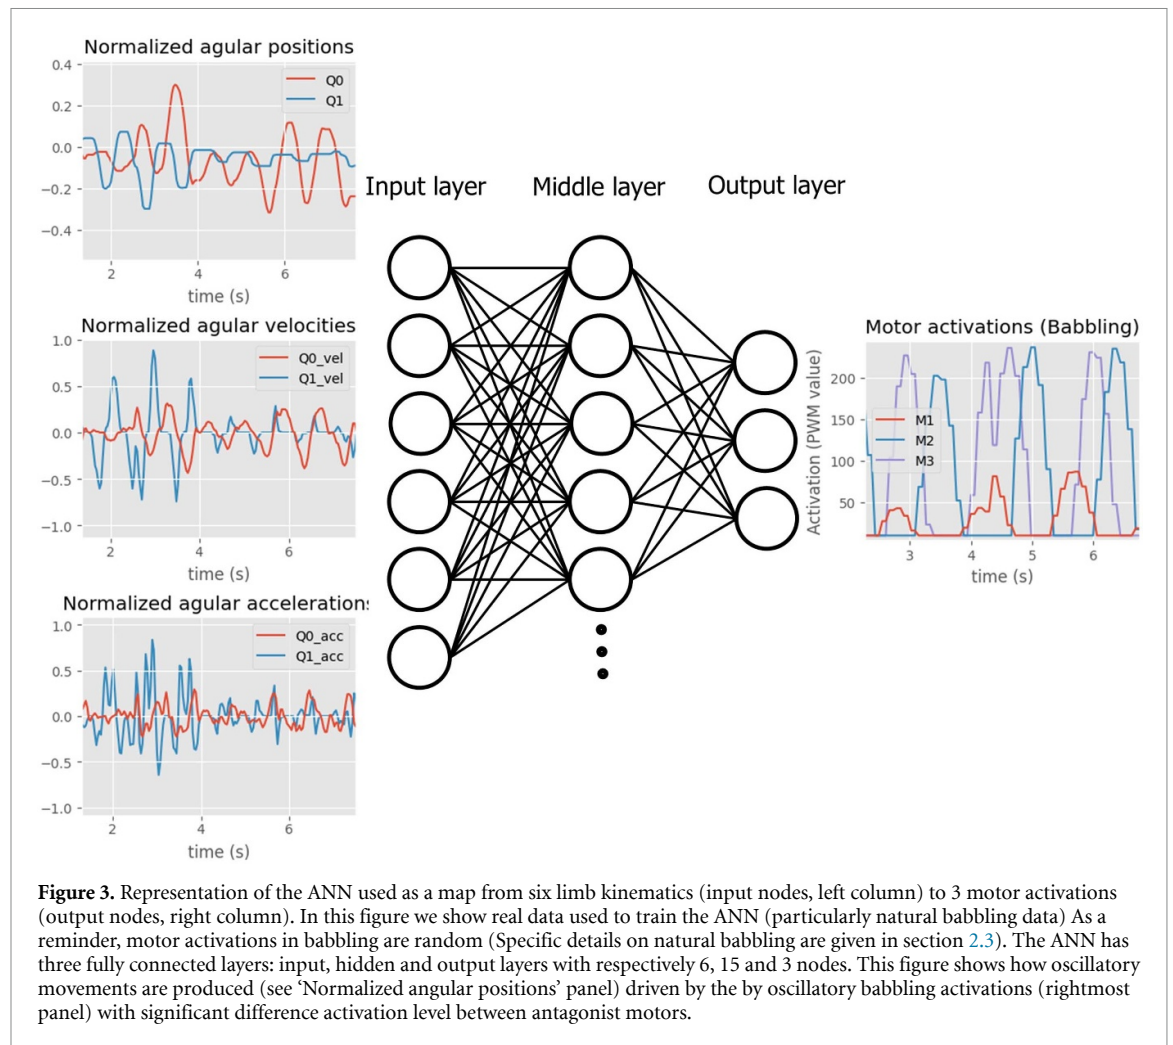 Normalized agular positions
0.4
0.2
0.0
−0.2
−0.4
Q0
Q1
2 4 6
time (s)
Normalized agular velocities
1.0
0.5
0.0
−0.5
−1.0
Q0_vel
Q1_vel
2 4 6
time (s)
Normalized agular accelerations
1.0
0.5
0.0
−0.5
−1.0
Q0_acc
Q1_acc
2 4 6
time (s)
Input layer
Middle layer
Output layer
Motor activations (Babbling)
Activation (PWM value)
200
150
100
50
M1
M2
M3
3 4 5 6
time (s)
Figure 3. Representation of the ANN used as a map from six limb kinematics (input nodes, left column) to 3 motor activations
(output nodes, right column). In this figure we show real data used to train the ANN (particularly natural babbling data) As a
reminder, motor activations in babbling are random (Specific details on natural babbling are given in section 2.3). The ANN has
three fully connected layers: input, hidden and output layers with respectively 6, 15 and 3 nodes. This figure shows how oscillatory
movements are produced (see ‘Normalized angular positions’ panel) driven by the by oscillatory babbling activations (rightmost
panel) with significant difference activation level between antagonist motors.